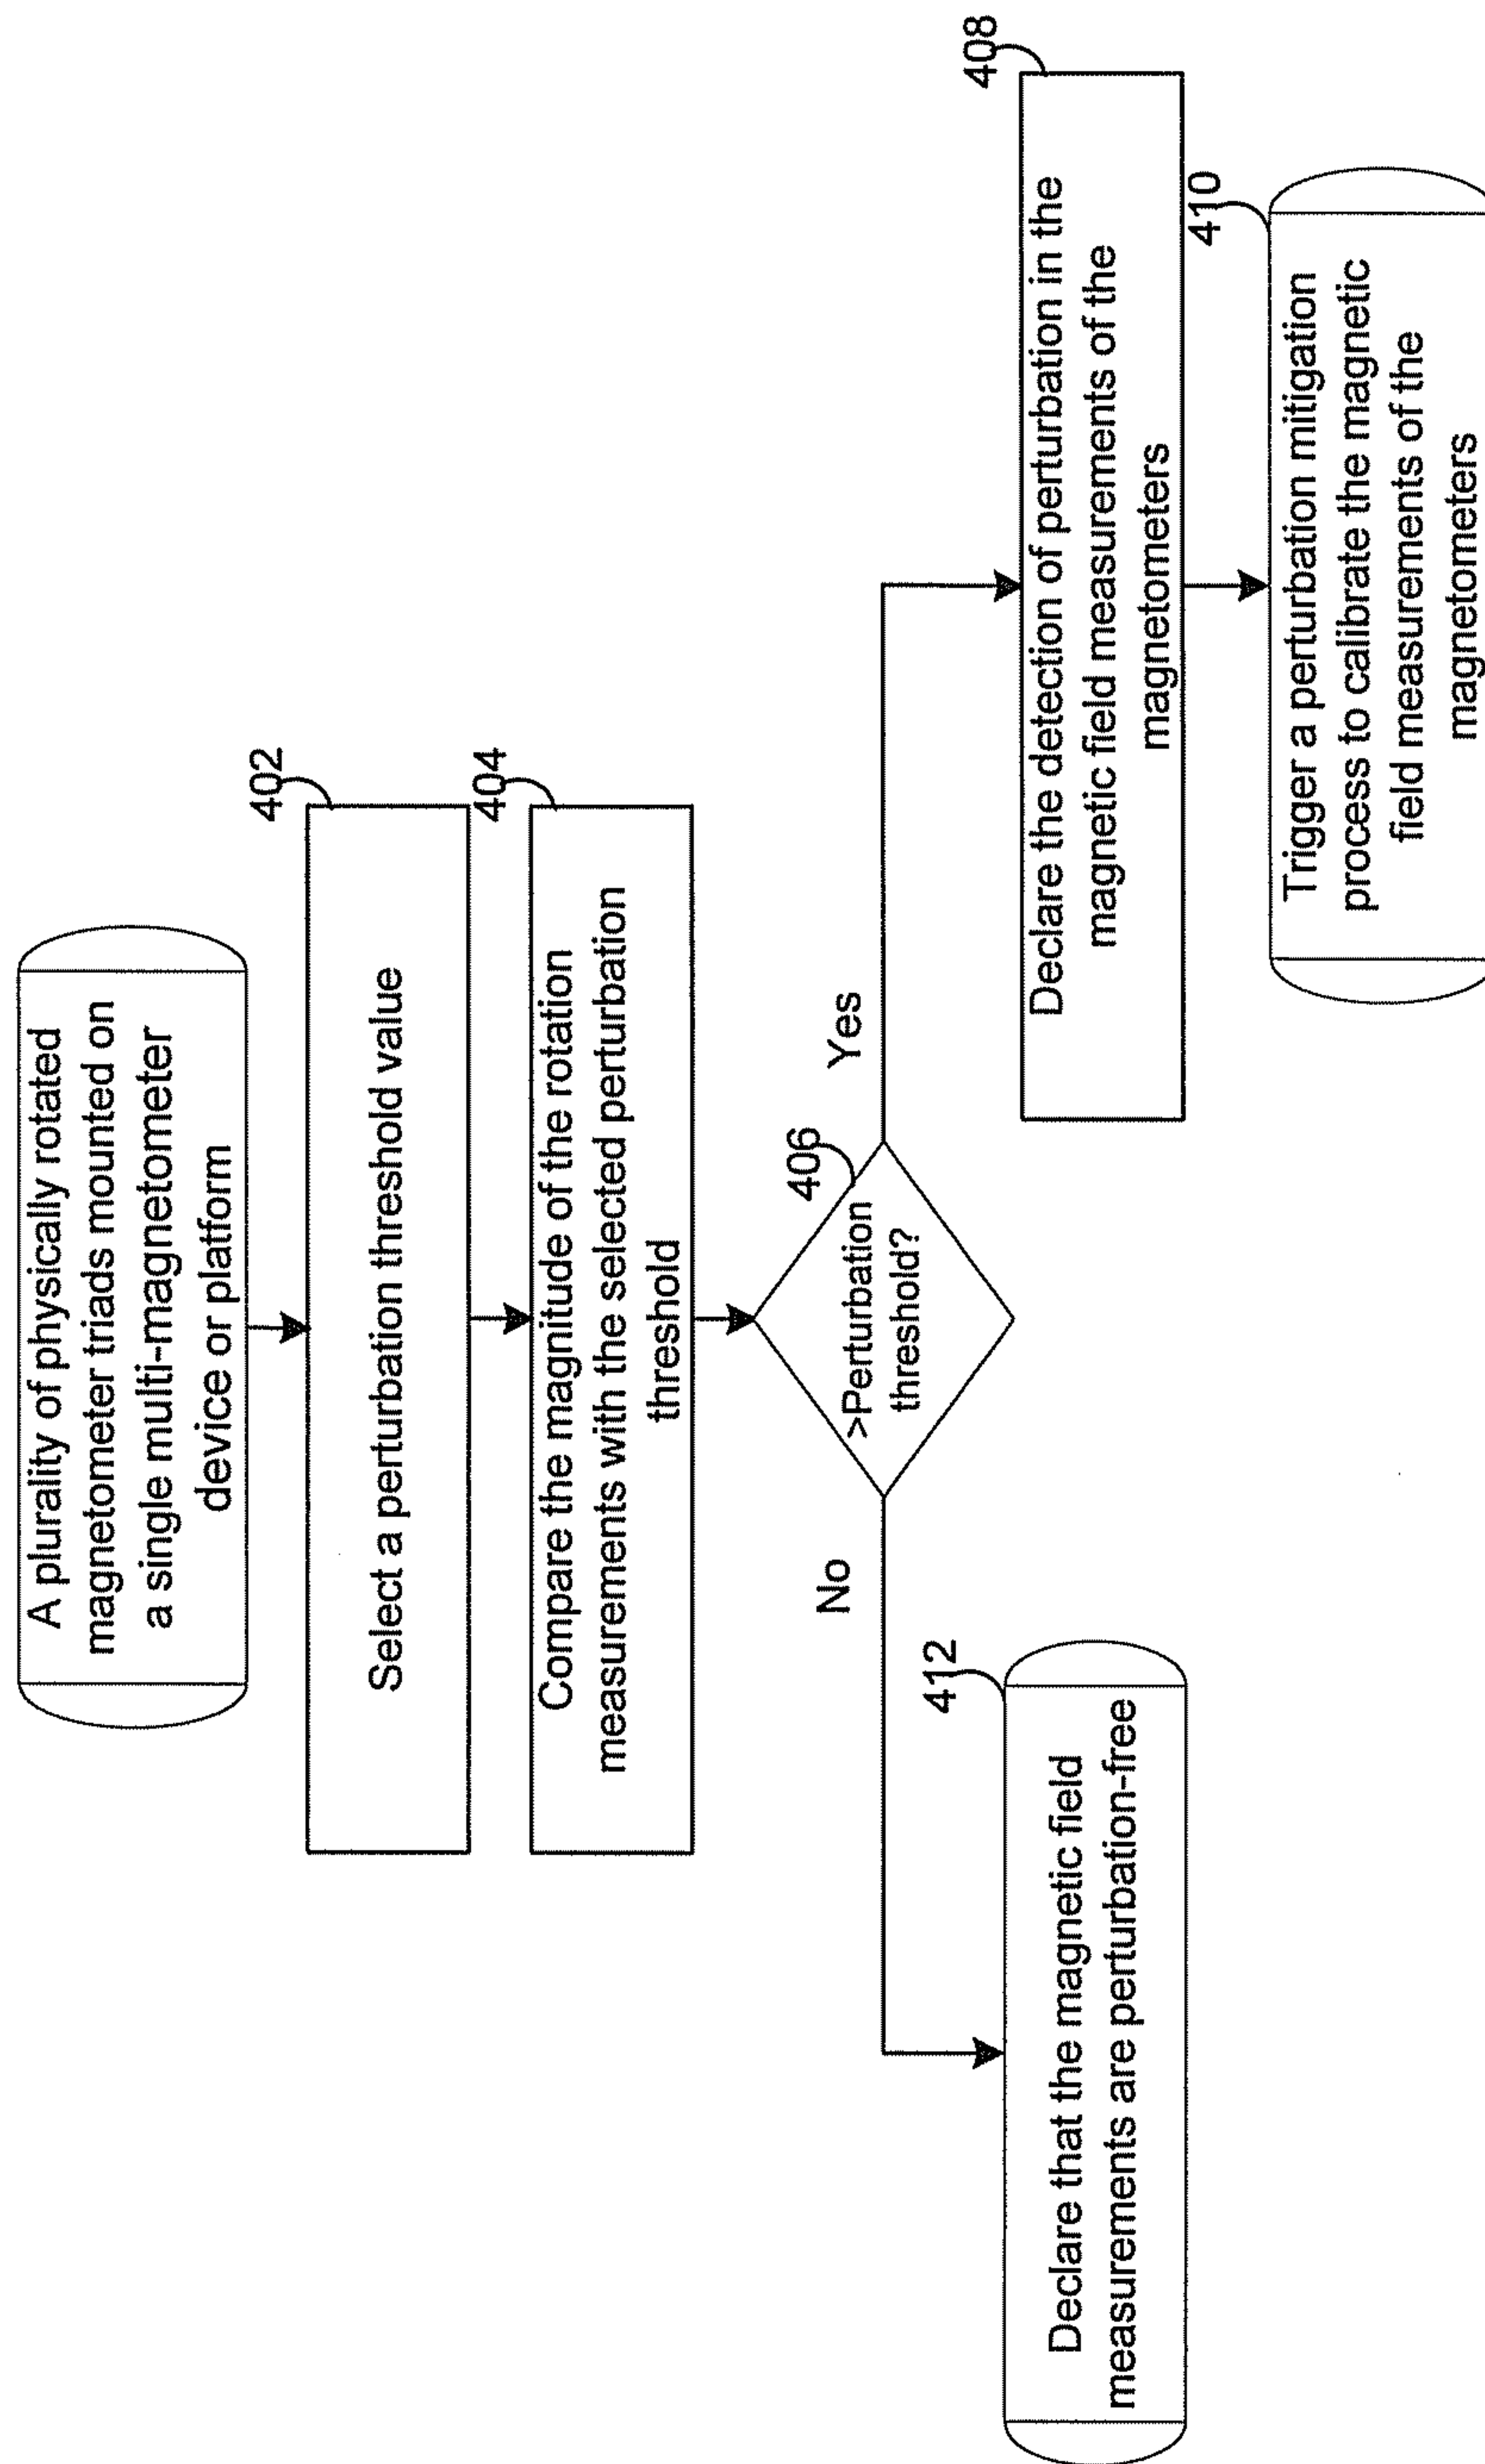 A plurality of physically rotated
magnetometer triads mounted on
a single multi-magnetometer
device or platform
402
Select a perturbation threshold value
404
Compare the magnitude of the rotation
measurements with the selected perturbation
threshold
406
>Perturbation
threshold?
No
Yes
412
Declare that the magnetic field
measurements are perturbation-free
408
Declare the detection of perturbation in the
magnetic field measurements of the
magnetometers
410
Trigger a perturbation mitigation
process to calibrate the magnetic
field measurements of the
magnetometers